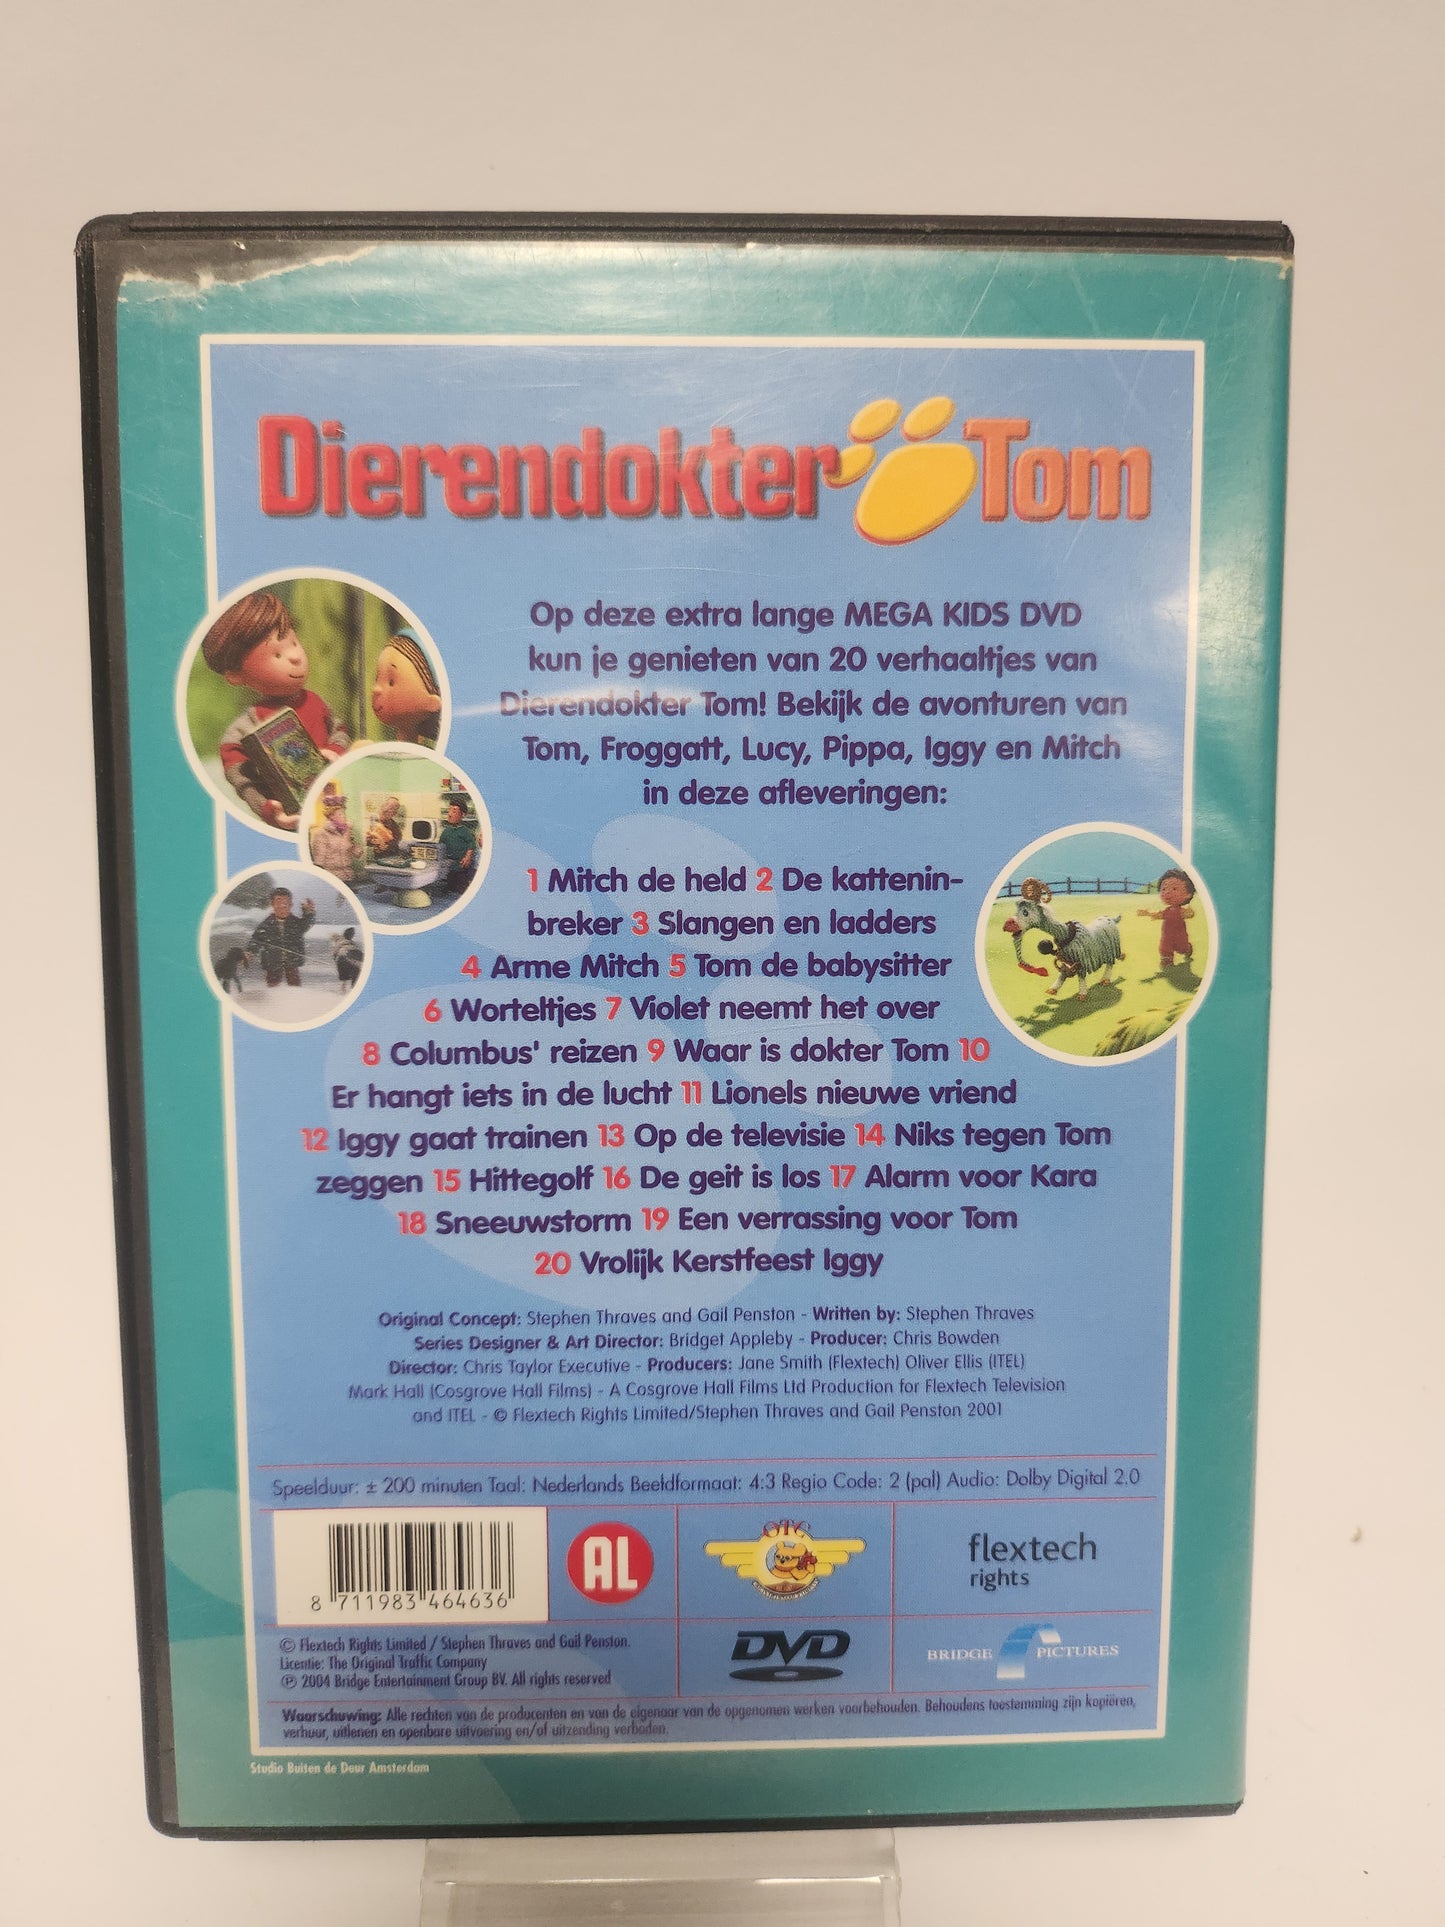 Dierendokter Tom
Op deze extra lange MEGA KIDS DVD
kun je genieten van 20 verhaaltjes van
Dierendokter Tom! Bekijk de avonturen van
Tom, Froggatt, Lucy, Pippa, Iggy en Mitch
in deze afleveringen:
1 Mitch de held 2 De kattenin-
breker 3 Slangen en ladders
4 Arme Mitch 5 Tom de babysitter
6 Worteltjes 7 Violet neemt het over
8 Columbus' reizen 9 Waar is dokter Tom 10
Er hangt iets in de lucht 11 Lionels nieuwe vriend
12 Iggy gaat trainen 13 Op de televisie 14 Niks tegen Tom
zeggen 15 Hittegolf 16 De geit is los 17 Alarm voor Kara
18 Sneeuwstorm 19 Een verrassing voor Tom
20 Vrolijk Kerstfeest Iggy
Original Concept: Stephen Thraves and Gail Penston - Written by: Stephen Thraves
Series Designer & Art Director: Bridget Appleby - Producer: Chris Bowden
Director: Chris Taylor Executive - Producers: Jane Smith (Flextech) Oliver Ellis (ITEL)
Mark Hall (Cosgrove Hall Films) - A Cosgrove Hall Films Ltd Production for Flextech Television
and ITEL - © Flextech Rights Limited/Stephen Thraves and Gail Penston 2001
Speelduur: ± 200 minuten Taal: Nederlands Beeldformaat: 4:3 Regio Code: 2 (pal) Audio: Dolby Digital 2.0
8 711983 464636
AL
OTC
flextech
rights
© Flextech Rights Limited / Stephen Thraves and Gail Penston.
Licentie: The Original Traffic Company
℗ 2004 Bridge Entertainment Group BV. All rights reserved
DVD
BRIDGE PICTURES
Waarschuwing: Alle rechten van de producenten en van de eigenaar van de opgenomen werken voorbehouden. Behoudens toestemming zijn kopiëren,
verhuur, uitlenen en openbare uitvoering en/of uitzending verboden.
Studio Buiten de Deur Amsterdam